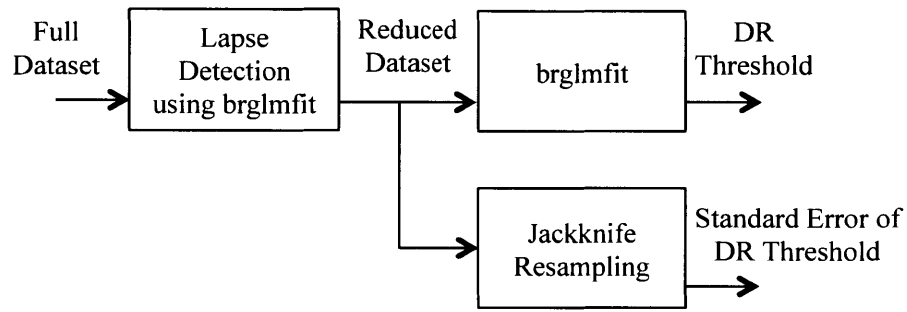 Full
Dataset
Lapse
Detection
using brglmfit
Reduced
Dataset
brglmfit
DR
Threshold
Jackknife
Resampling
Standard Error of
DR Threshold